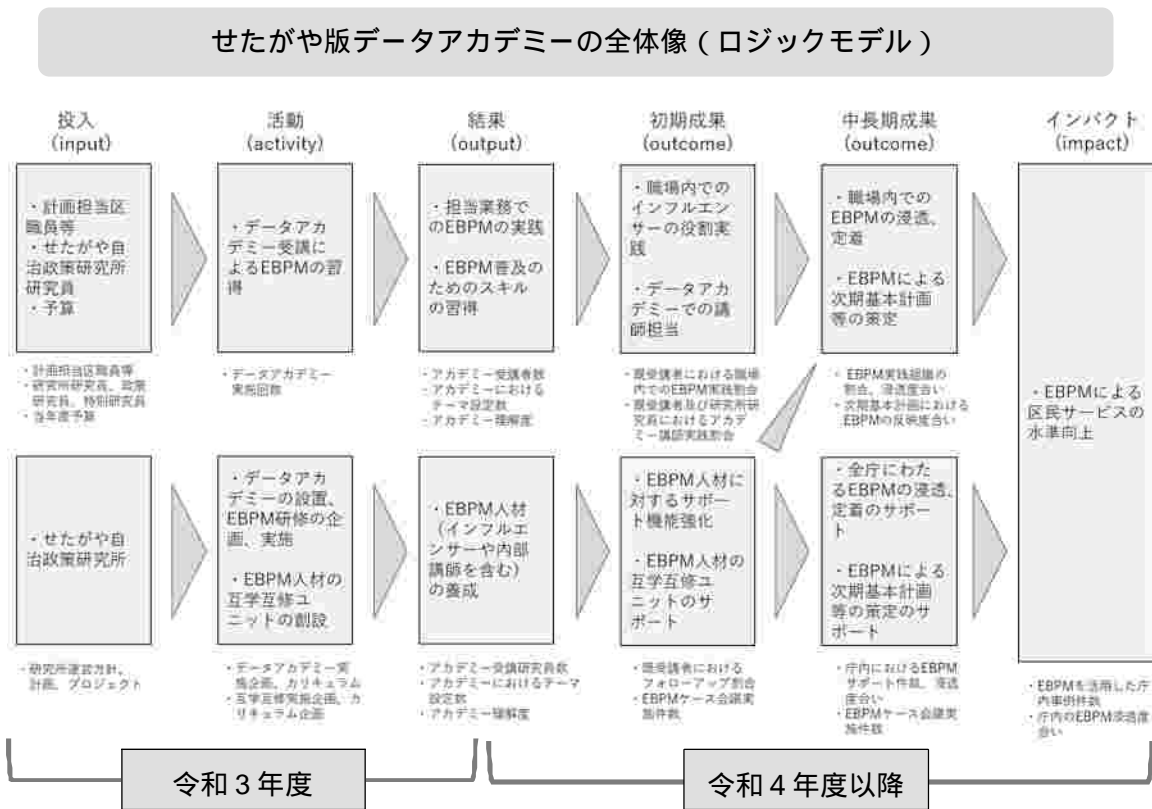 せたがや版データアカデミーの全体像(ロジックモデル)
投入
(input)
活動
(activity)
結果
(output)
初期成果
(outcome)
中長期成果
(outcome)
インパクト
(impact)
・計画担当区
職員等
・せたがや自
治政策研究所
研究員
・予算
・データアカ
デミー受講に
よるEBPMの習
得
・担当業務で
のEBPMの実践
・EBPM普及の
ためのスキル
の習得
・職場内での
インフルエン
サーの役割実
践
・データアカ
デミーでの講
師担当
・職場内での
EBPMの浸透、
定着
・EBPMによる
次期基本計画
等の策定
・計画担当区職員等
・研究所研究員、政策
研究員、特別研究員
・当年度予算
・データアカデミー
実施回数
・アカデミー受講者数
・アカデミーにおける
テーマ設定数
・アカデミー理解度
・既受講者における職場
内でのEBPM実践割合
・既受講者及び研究所研
究員におけるアカデ
ミー講師実践割合
・EBPM実践組織の
割合、浸透度合い
・次期基本計画における
EBPMの反映度合い
・EBPMによる
区民サービスの
水準向上
・せたがや自
治政策研究所
・データアカ
デミーの設置、
EBPM研修の企
画、実施
・EBPM人材の
互学互修ユ
ニットの創設
・EBPM人材
(インフルエ
ンサーや内部
講師を含む)
の養成
・EBPM人材に
対するサポー
ト機能強化
・EBPM人材の
互学互修ユ
ニットのサ
ポート
・全庁にわた
るEBPMの浸透、
定着のサポー
ト
・EBPMによる
次期基本計画
等の策定のサ
ポート
・研究所運営方針、
計画、プロジェクト
・データアカデミー実
施企画、カリキュラム
・互学互修実施企画、カ
リキュラム企画
・アカデミー受講研究員数
・アカデミーにおけるテーマ
設定数
・アカデミー理解度
・既受講者における
フォローアップ割合
・EBPMケース会議実
施件数
・庁内におけるEBPM
サポート件数、浸透
度合い
・EBPMケース会議実
施件数
・EBPMを活用した庁
内事例件数
・庁内のEBPM浸透度
合い
令和3年度
令和4年度以降